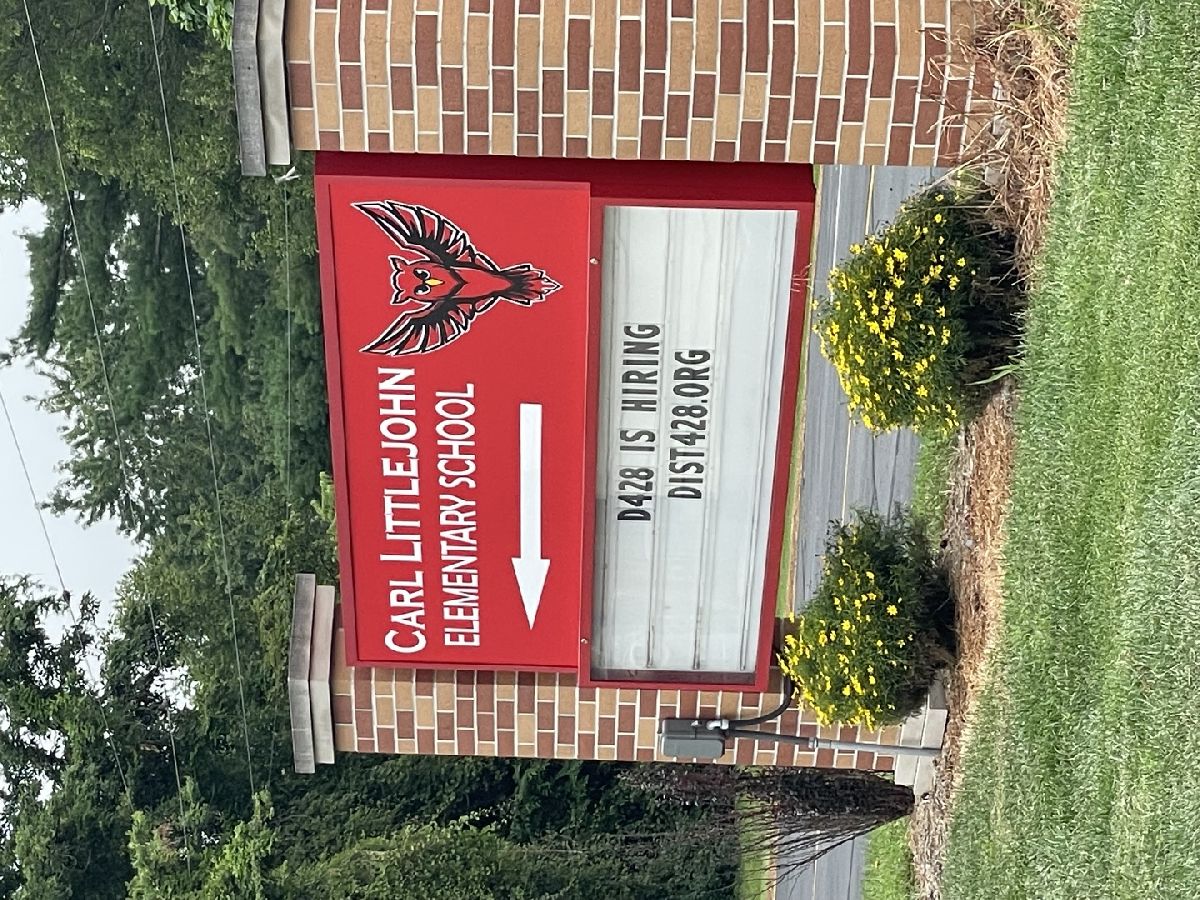 CARL LITTLEJOHN
ELEMENTARY SCHOOL
D428 IS HIRING
DIST428.ORG